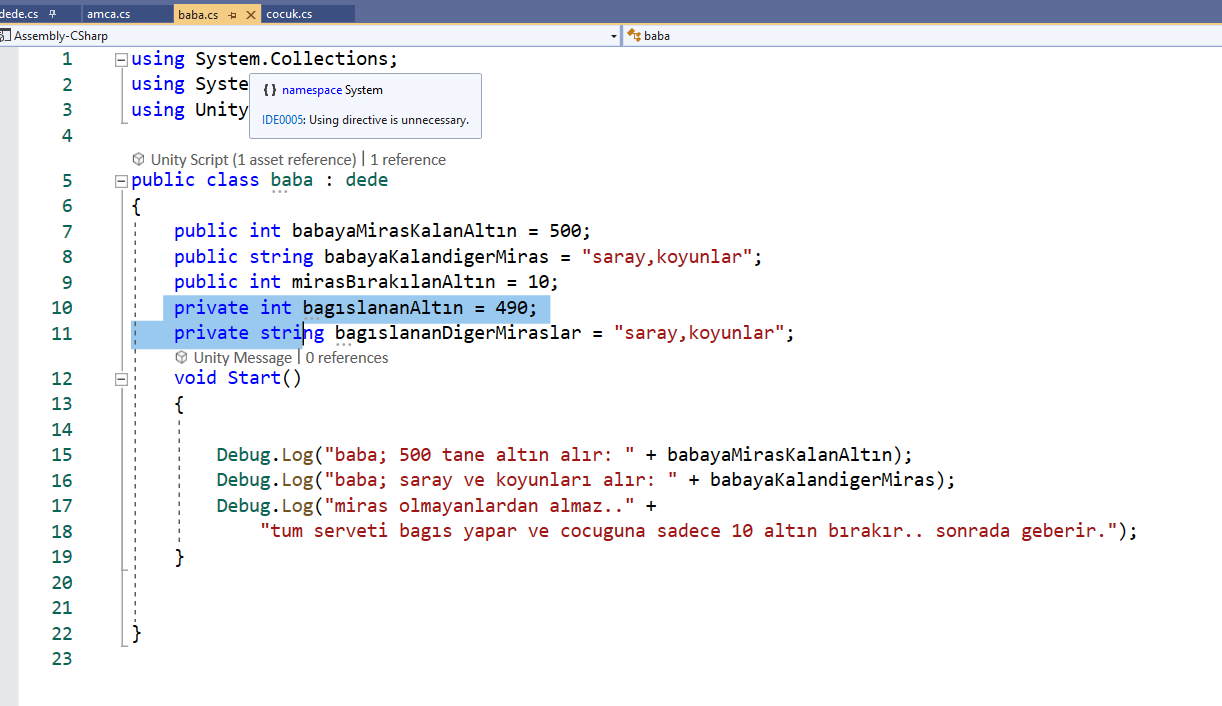 dede.cs amca.cs baba.cs cocuk.cs
Assembly-CSharp baba
1 using System.Collections;
2 using Syste
{ } namespace System
3 using Unity
IDE0005: Using directive is unnecessary.
4
Unity Script (1 asset reference) | 1 reference
5 public class baba : dede
6 {
7 public int babayaMirasKalanAltın = 500;
8 public string babayaKalandigerMiras = "saray,koyunlar";
9 public int mirasBırakılanAltın = 10;
10 private int bagıslananAltın = 490;
11 private string bagıslananDigerMiraslar = "saray,koyunlar";
Unity Message | 0 references
12 void Start()
13 {
14
15 Debug.Log("baba; 500 tane altın alır: " + babayaMirasKalanAltın);
16 Debug.Log("baba; saray ve koyunları alır: " + babayaKalandigerMiras);
17 Debug.Log("miras olmayanlardan almaz.." +
18 "tum serveti bagıs yapar ve cocuguna sadece 10 altın bırakır.. sonrada geberir.");
19 }
20
21
22 }
23